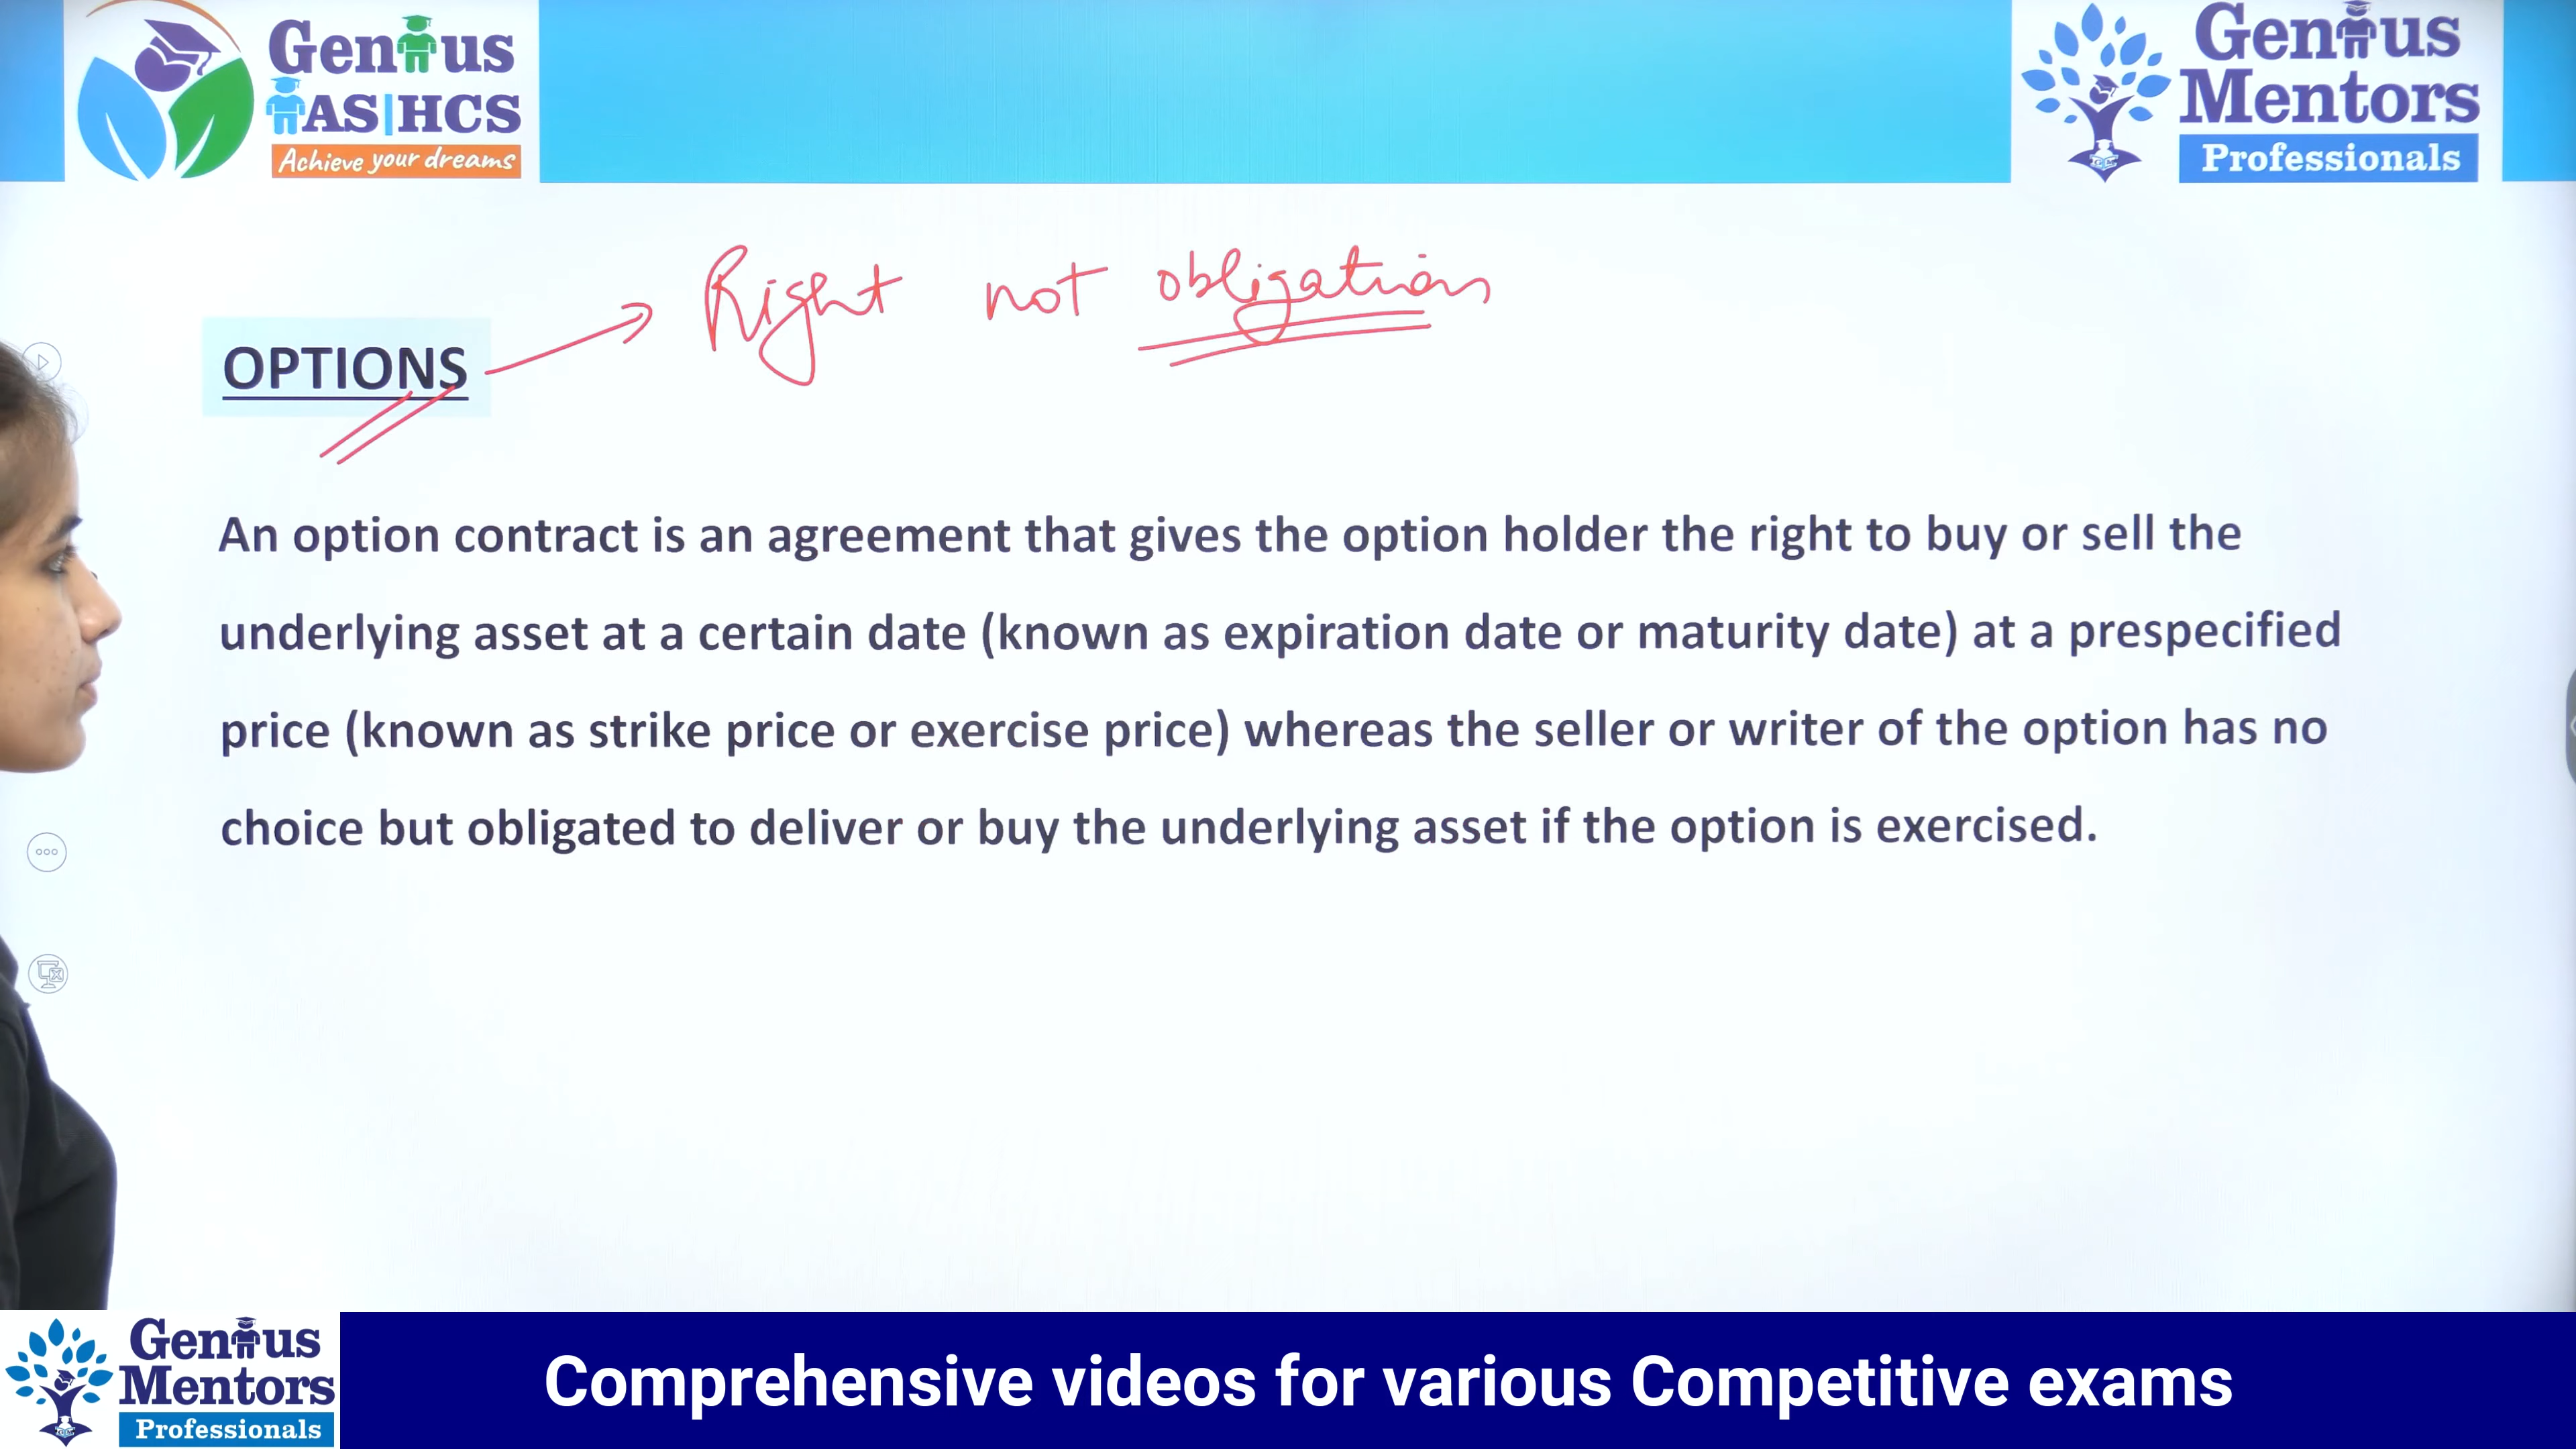 Genius
IAS|HCS
Achieve your dreams
Genius
Mentors
Professionals
Right not obligation
OPTIONS
An option contract is an agreement that gives the option holder the right to buy or sell the
underlying asset at a certain date (known as expiration date or maturity date) at a prespecified
price (known as strike price or exercise price) whereas the seller or writer of the option has no
choice but obligated to deliver or buy the underlying asset if the option is exercised.
Genius
Mentors
Professionals
Comprehensive videos for various Competitive exams